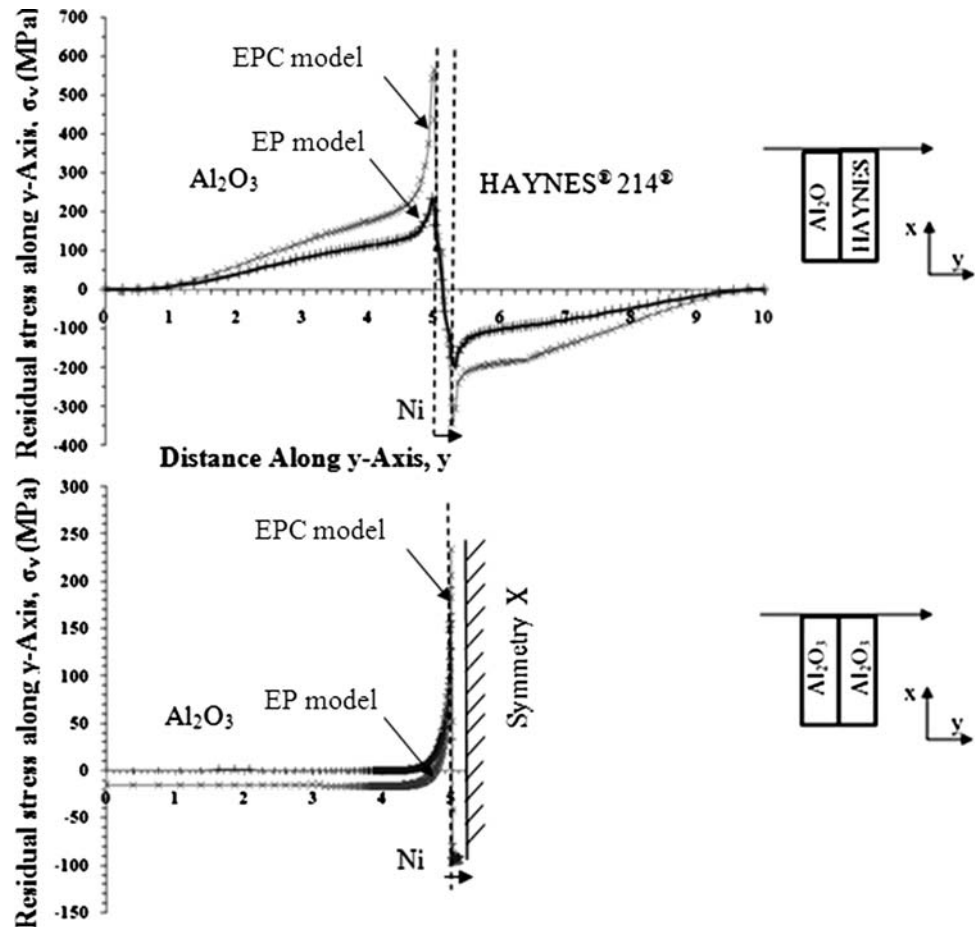 Residual stress along y-Axis, σv (MPa)
700
600
500
400
300
200
100
0
-100
-200
-300
-400
0
1
2
3
4
5
6
7
8
9
10
EPC model
EP model
Al2O3
HAYNES® 214®
Ni
Distance Along y-Axis, y
Al2O
HAYNES
x
y
Residual stress along y-Axis, σv (MPa)
300
250
200
150
100
50
0
-50
-100
-150
0
1
2
3
4
5
EPC model
EP model
Al2O3
Ni
Symmetry X
Al2O3
Al2O3
x
y